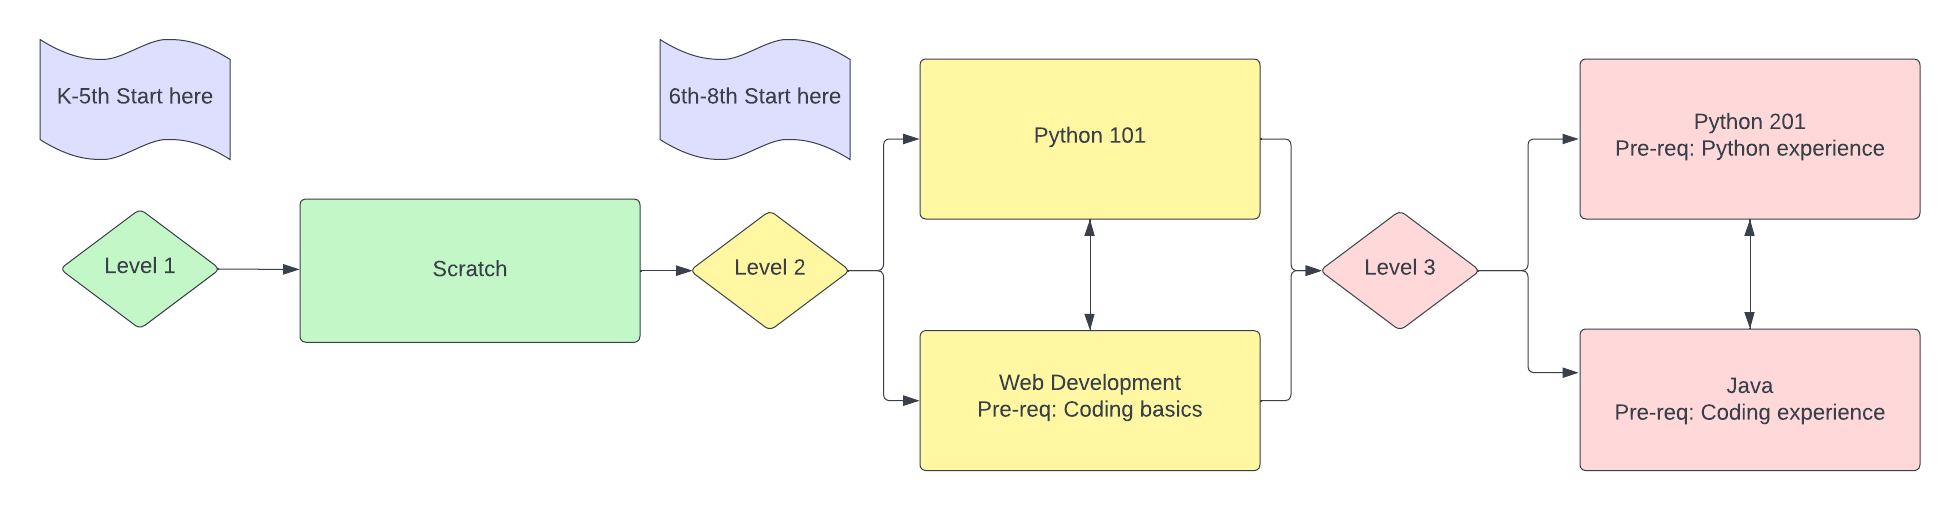 K-5th Start here
6th-8th Start here
Level 1
Scratch
Level 2
Python 101
Web Development
Pre-req: Coding basics
Level 3
Python 201
Pre-req: Python experience
Java
Pre-req: Coding experience